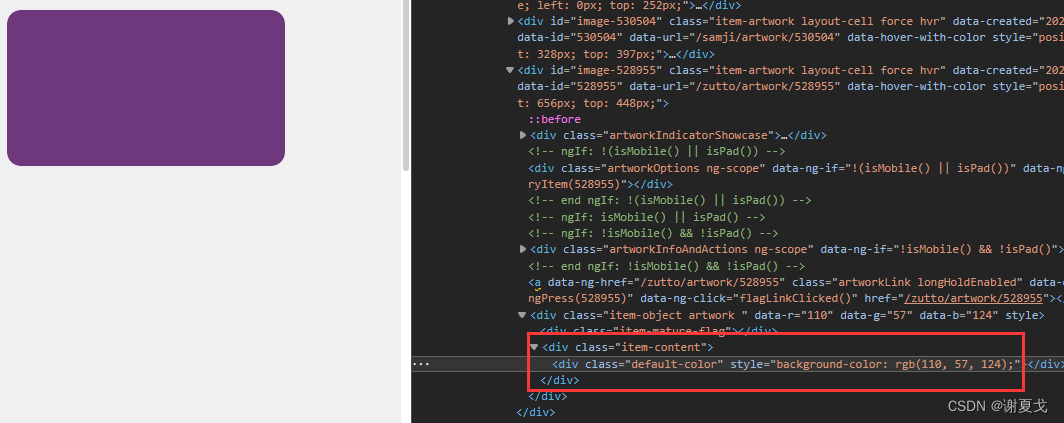 e; left: 0px; top: 252px;">…</div>
<div id="image-530504" class="item-artwork layout-cell force hvr" data-created="202
data-id="530504" data-url="/samji/artwork/530504" data-hover-with-color style="posi
t: 328px; top: 397px;">…</div>
<div id="image-528955" class="item-artwork layout-cell force hvr" data-created="202
data-id="528955" data-url="/zutto/artwork/528955" data-hover-with-color style="posi
t: 656px; top: 448px;">
::before
<div class="artworkIndicatorShowcase">…</div>
<!-- ngIf: !(isMobile() || isPad()) -->
<div class="artworkOptions ng-scope" data-ng-if="!(isMobile() || isPad())" data-ng
ryItem(528955)"></div>
<!-- end ngIf: !(isMobile() || isPad()) -->
<!-- ngIf: isMobile() || isPad() -->
<!-- ngIf: !isMobile() && !isPad() -->
<div class="artworkInfoAndActions ng-scope" data-ng-if="!isMobile() && !isPad()">
<!-- end ngIf: !isMobile() && !isPad() -->
<a data-ng-href="/zutto/artwork/528955" class="artworkLink longHoldEnabled" data-
ngPress(528955)" data-ng-click="flagLinkClicked()" href="/zutto/artwork/528955"><
<div class="item-object artwork " data-r="110" data-g="57" data-b="124" style>
<div class="item-mature-flag"></div>
<div class="item-content">
<div class="default-color" style="background-color: rgb(110, 57, 124);"></div>
</div>
</div>
</div>
CSDN @谢夏戈